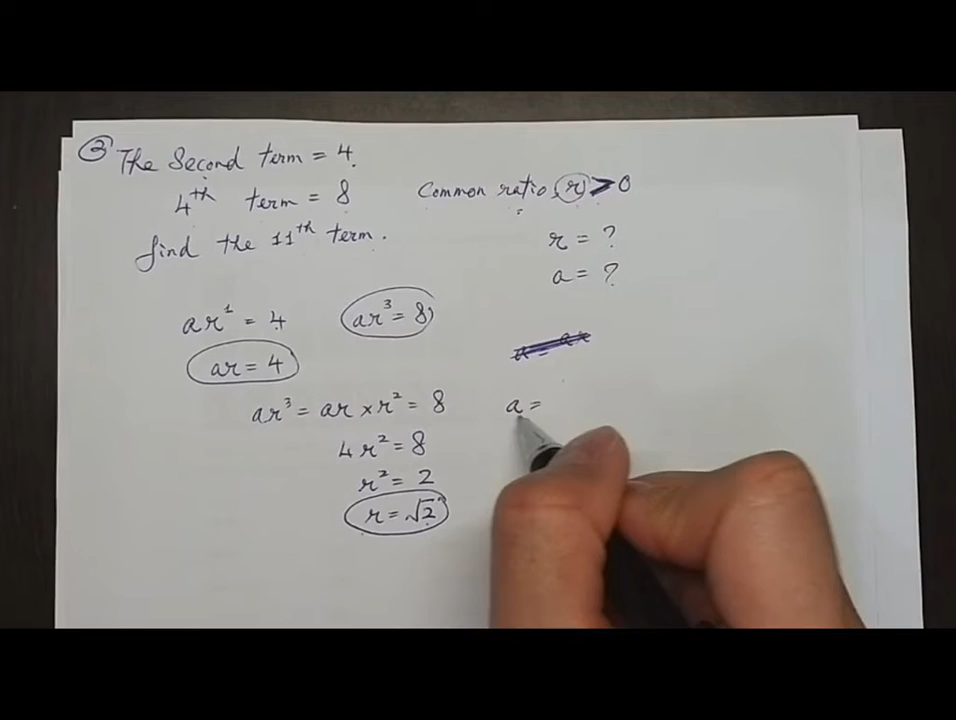 ③ The Second term = 4.
4th term = 8
find the 11th term.
Common ratio, r > 0
r = ?
a = ?
ar¹ = 4
ar = 4
ar³ = 8
ar³ = ar × r² = 8
4r² = 8
r² = 2
r = √2
a =